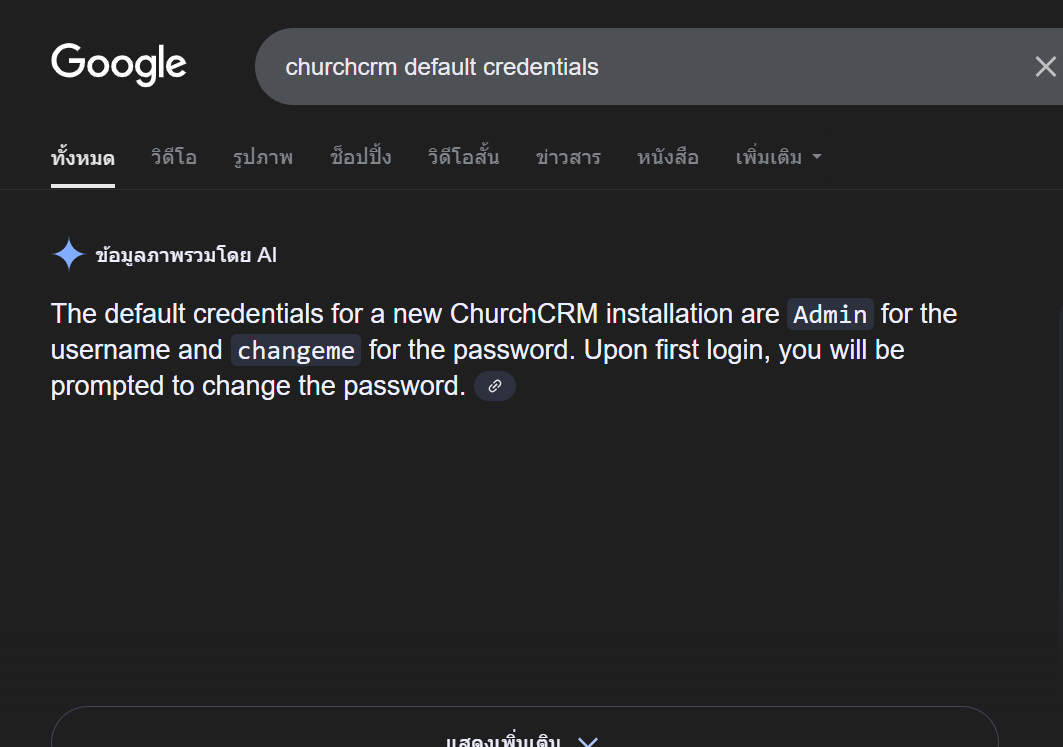 Google
churchcrm default credentials
ทั้งหมด วิดีโอ รูปภาพ ช็อปปิ้ง วิดีโอสั้น ข่าวสาร หนังสือ เพิ่มเติม
ข้อมูลภาพรวมโดย AI
The default credentials for a new ChurchCRM installation are Admin for the
username and changeme for the password. Upon first login, you will be
prompted to change the password.
แสดงเพิ่มเติม